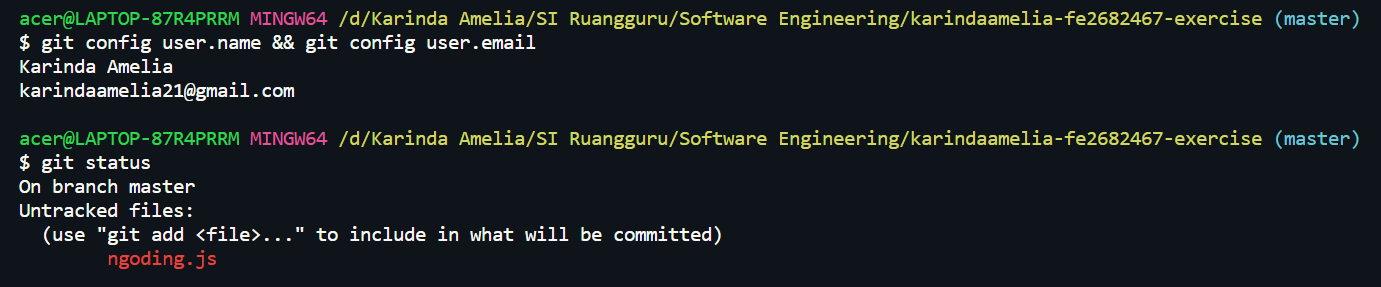 acer@LAPTOP-87R4PRRM MINGW64 /d/Karinda Amelia/SI Ruangguru/Software Engineering/karindaamelia-fe2682467-exercise (master)
$ git config user.name && git config user.email
Karinda Amelia
karindaamelia21@gmail.com
acer@LAPTOP-87R4PRRM MINGW64 /d/Karinda Amelia/SI Ruangguru/Software Engineering/karindaamelia-fe2682467-exercise (master)
$ git status
On branch master
Untracked files:
  (use "git add <file>..." to include in what will be committed)
        ngoding.js